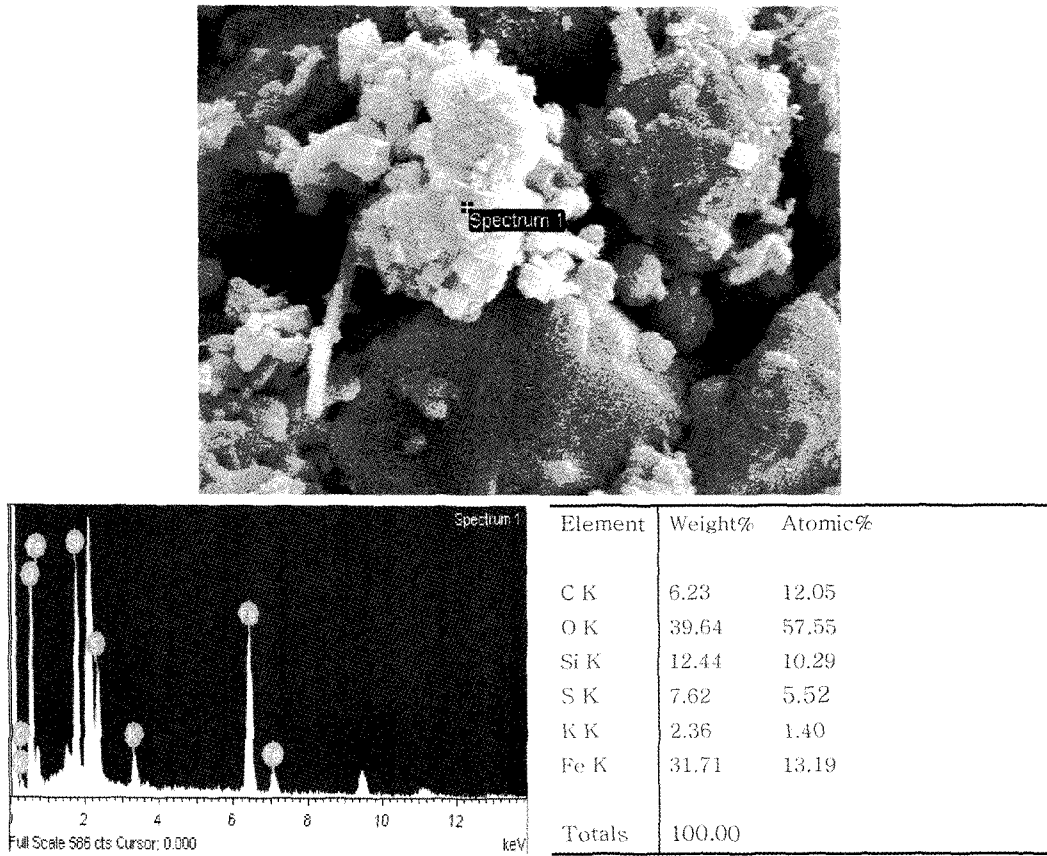 Spectrum 1
Spectrum 1
2 4 6 8 10 12
Full Scale 586 cts Cursor: 0.000 keV
Element Weight% Atomic%
C K 6.23 12.05
O K 39.64 57.55
Si K 12.44 10.29
S K 7.62 5.52
K K 2.36 1.40
Fe K 31.71 13.19
Totals 100.00